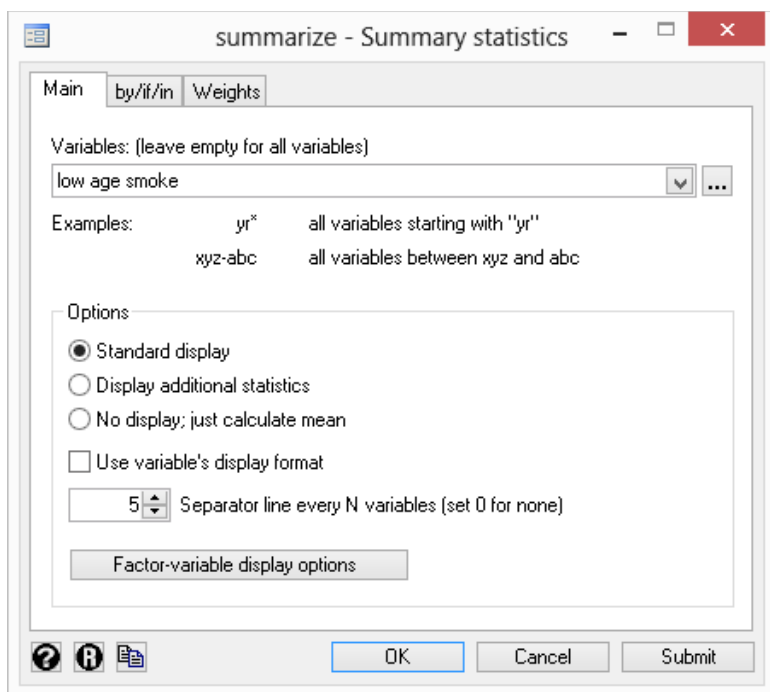 summarize - Summary statistics
Main by/if/in Weights
Variables: (leave empty for all variables)
low age smoke ...
Examples: yr* all variables starting with "yr"
xyz-abc all variables between xyz and abc
Options
Standard display
Display additional statistics
No display; just calculate mean
Use variable's display format
5 Separator line every N variables (set 0 for none)
Factor-variable display options
? R OK Cancel Submit